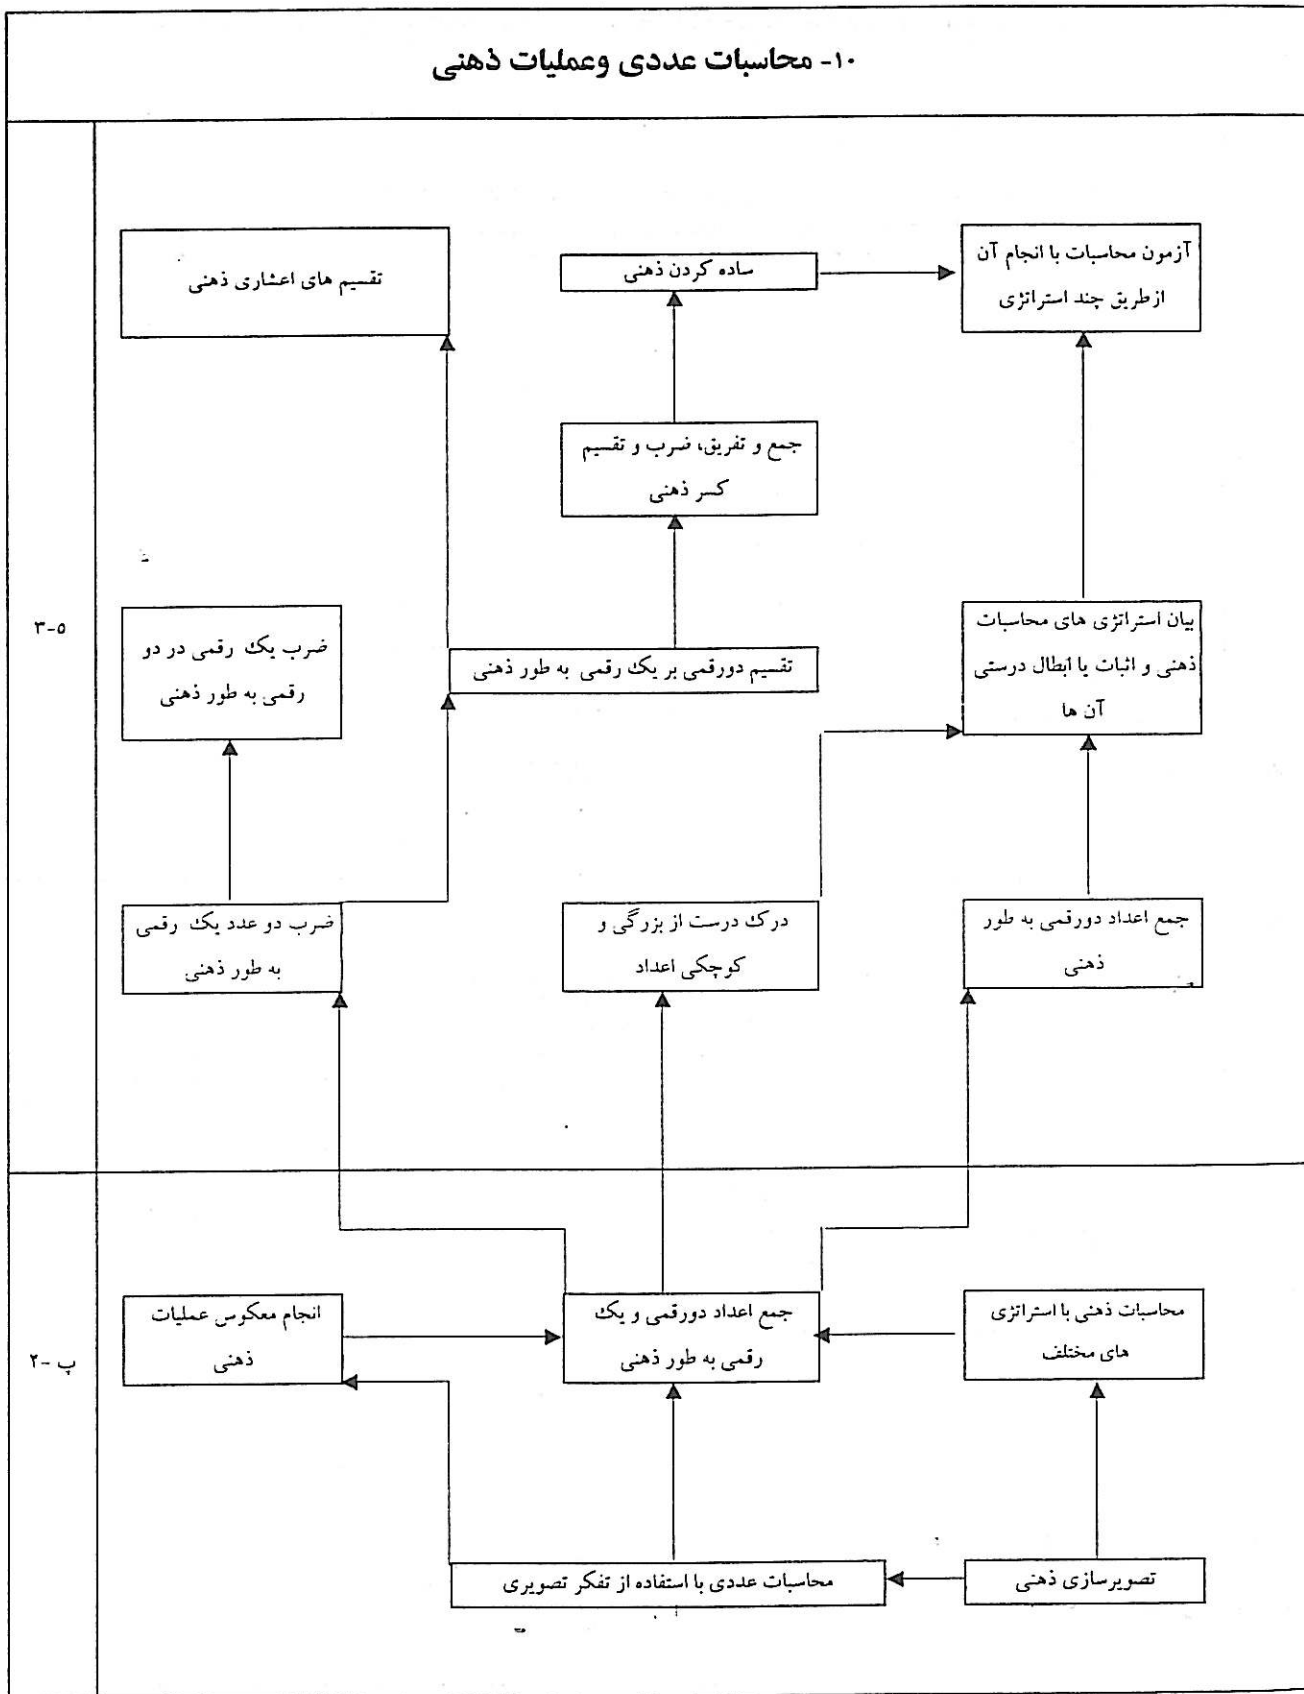 ۱۰- محاسبات عددی وعملیات ذهنی
۳-۵
آزمون محاسبات با انجام آن
ازطریق چند استراتژی
ساده کردن ذهنی
تقسیم های اعشاری ذهنی
جمع و تفریق، ضرب و تقسیم
کسر ذهنی
بیان استراتژی های محاسبات
ذهنی و اثبات یا ابطال درستی
آن ها
تقسیم دورقمی بر یک رقمی به طور ذهنی
ضرب یک رقمی در دو
رقمی به طور ذهنی
جمع اعداد دورقمی به طور
ذهنی
درک درست از بزرگی و
کوچکی اعداد
ضرب دو عدد یک رقمی
به طور ذهنی
پ -۲
محاسبات ذهنی با استراتژی
های مختلف
جمع اعداد دورقمی و یک
رقمی به طور ذهنی
انجام معکوس عملیات
ذهنی
تصویرسازی ذهنی
محاسبات عددی با استفاده از تفکر تصویری